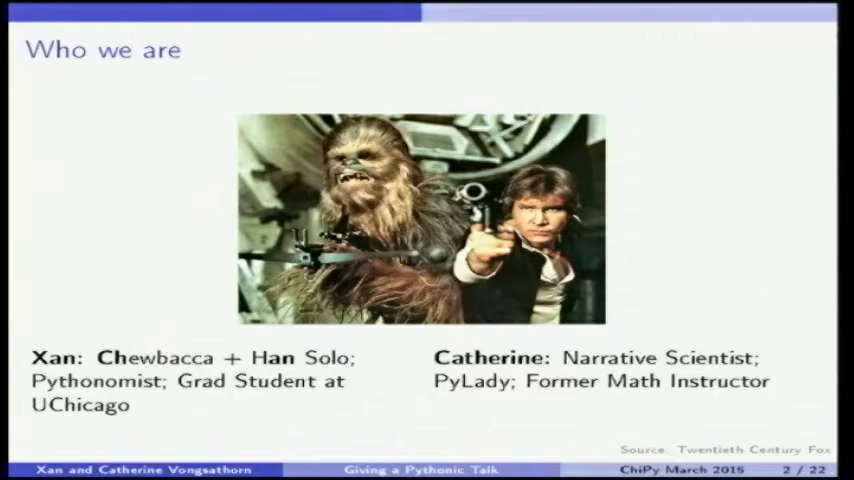 Who we are
Xan: Chewbacca + Han Solo;
Pythonomist; Grad Student at
UChicago
Catherine: Narrative Scientist;
PyLady; Former Math Instructor
Source: Twentieth Century Fox
Xan and Catherine Vongsathorn
Giving a Pythonic Talk
ChiPy March 2015
2 / 22